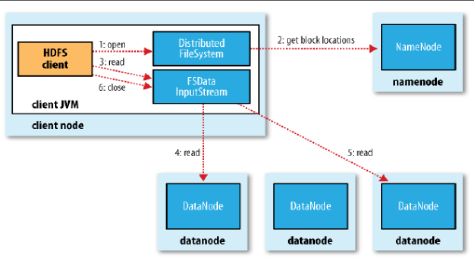 HDFS
client
1: open
3: read
6: close
Distributed
FileSystem
FSData
InputStream
client JVM
client node
2: get block locations
NameNode
namenode
4: read
5: read
DataNode
datanode
DataNode
datanode
DataNode
datanode